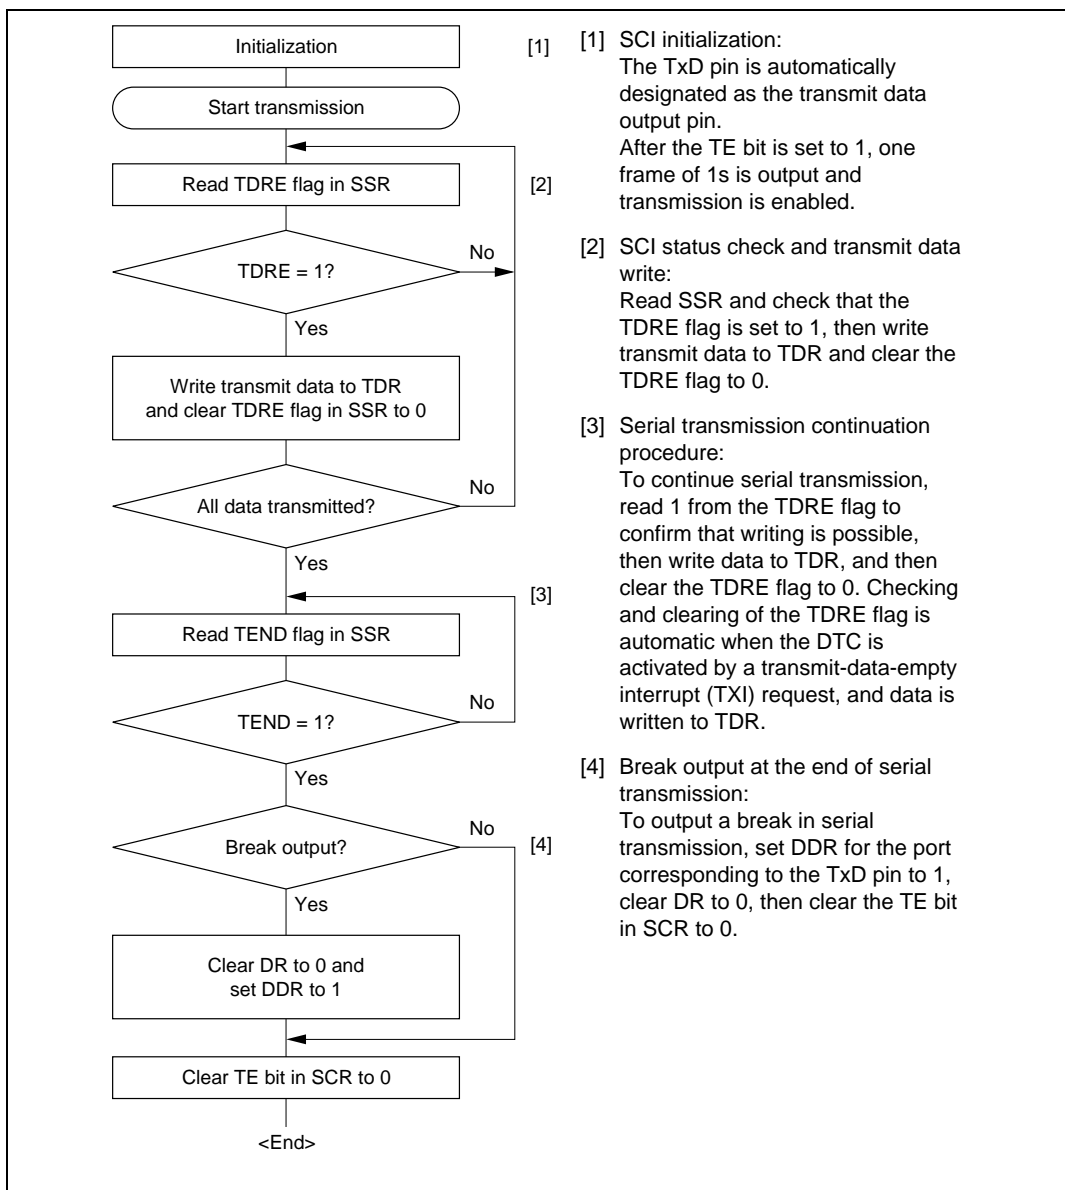 Initialization
[1]
Start transmission
Read TDRE flag in SSR
[2]
TDRE = 1?
No
Yes
Write transmit data to TDR
and clear TDRE flag in SSR to 0
All data transmitted?
No
Yes
[3]
Read TEND flag in SSR
TEND = 1?
No
Yes
Break output?
No
[4]
Yes
Clear DR to 0 and
set DDR to 1
Clear TE bit in SCR to 0
<End>
[1] SCI initialization:
The TxD pin is automatically
designated as the transmit data
output pin.
After the TE bit is set to 1, one
frame of 1s is output and
transmission is enabled.
[2] SCI status check and transmit data
write:
Read SSR and check that the
TDRE flag is set to 1, then write
transmit data to TDR and clear the
TDRE flag to 0.
[3] Serial transmission continuation
procedure:
To continue serial transmission,
read 1 from the TDRE flag to
confirm that writing is possible,
then write data to TDR, and then
clear the TDRE flag to 0. Checking
and clearing of the TDRE flag is
automatic when the DTC is
activated by a transmit-data-empty
interrupt (TXI) request, and data is
written to TDR.
[4] Break output at the end of serial
transmission:
To output a break in serial
transmission, set DDR for the port
corresponding to the TxD pin to 1,
clear DR to 0, then clear the TE bit
in SCR to 0.